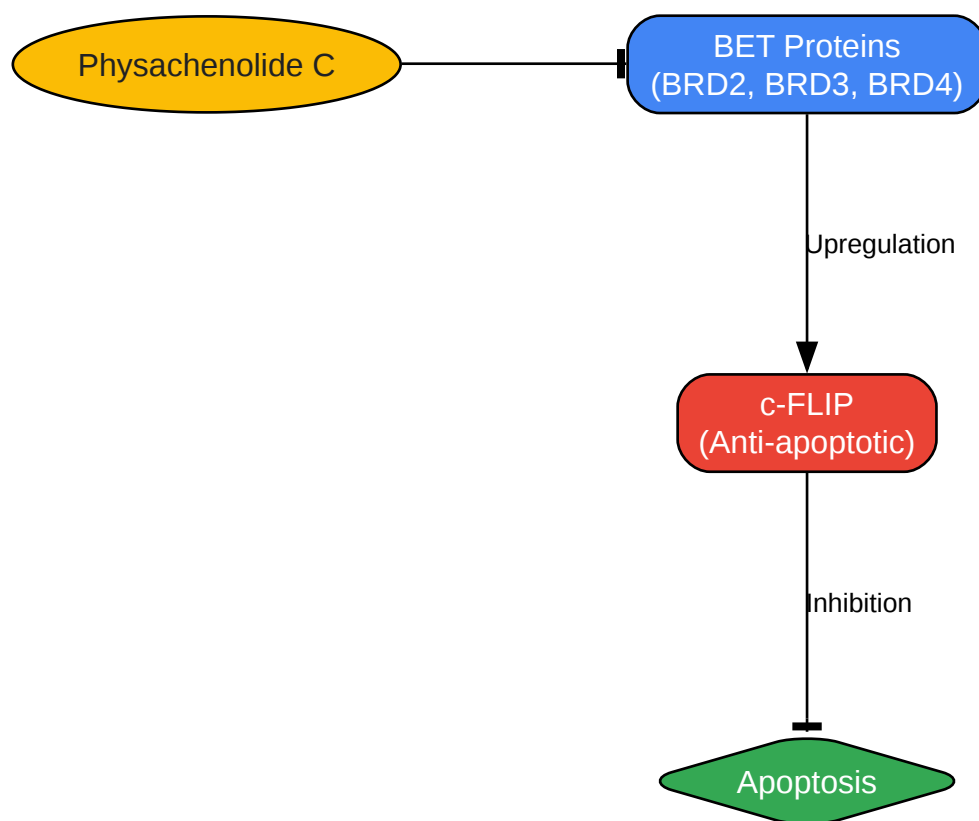 Physachenolide C
BET Proteins
(BRD2, BRD3, BRD4)
Upregulation
c-FLIP
(Anti-apoptotic)
Inhibition
Apoptosis